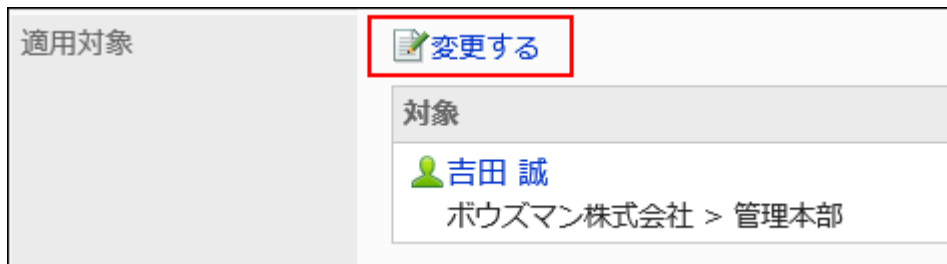 適用対象
変更する
対象
吉田 誠
ボウズマン株式会社 > 管理本部